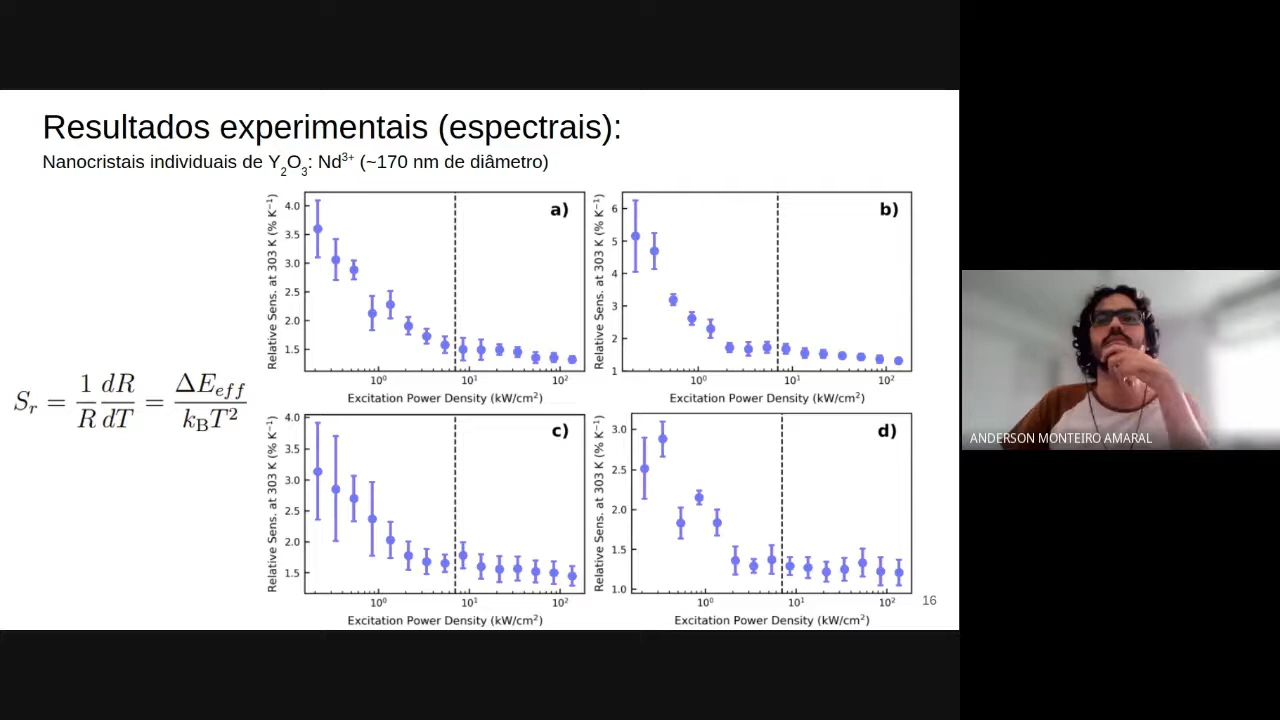 Resultados experimentais (espectrais):
Nanocristais individuais de Y₂O₃: Nd³⁺ (~170 nm de diâmetro)
Sᵣ = 1/R dR/dT = ΔE_eff / k_B T²
a)
Relative Sens. at 303 K (% K⁻¹)
4.0
3.5
3.0
2.5
2.0
1.5
10⁰ 10¹ 10²
Excitation Power Density (kW/cm²)
b)
Relative Sens. at 303 K (% K⁻¹)
6
5
4
3
2
1
10⁰ 10¹ 10²
Excitation Power Density (kW/cm²)
c)
Relative Sens. at 303 K (% K⁻¹)
4.0
3.5
3.0
2.5
2.0
1.5
10⁰ 10¹ 10²
Excitation Power Density (kW/cm²)
d)
Relative Sens. at 303 K (% K⁻¹)
3.0
2.5
2.0
1.5
1.0
10⁰ 10¹ 10²
Excitation Power Density (kW/cm²)
16
ANDERSON MONTEIRO AMARAL